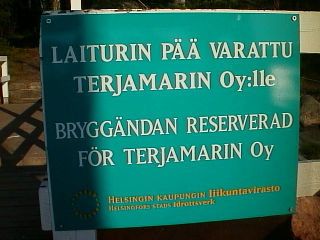 LAITURIN PÄÄ VARATTU
TERJAMARIN Oy:lle
BRYGGÄNDAN RESERVERAD
FÖR TERJAMARIN Oy
HELSINGIN KAUPUNGIN liikuntavirasto
HELSINGFORS STADS idrottsverk